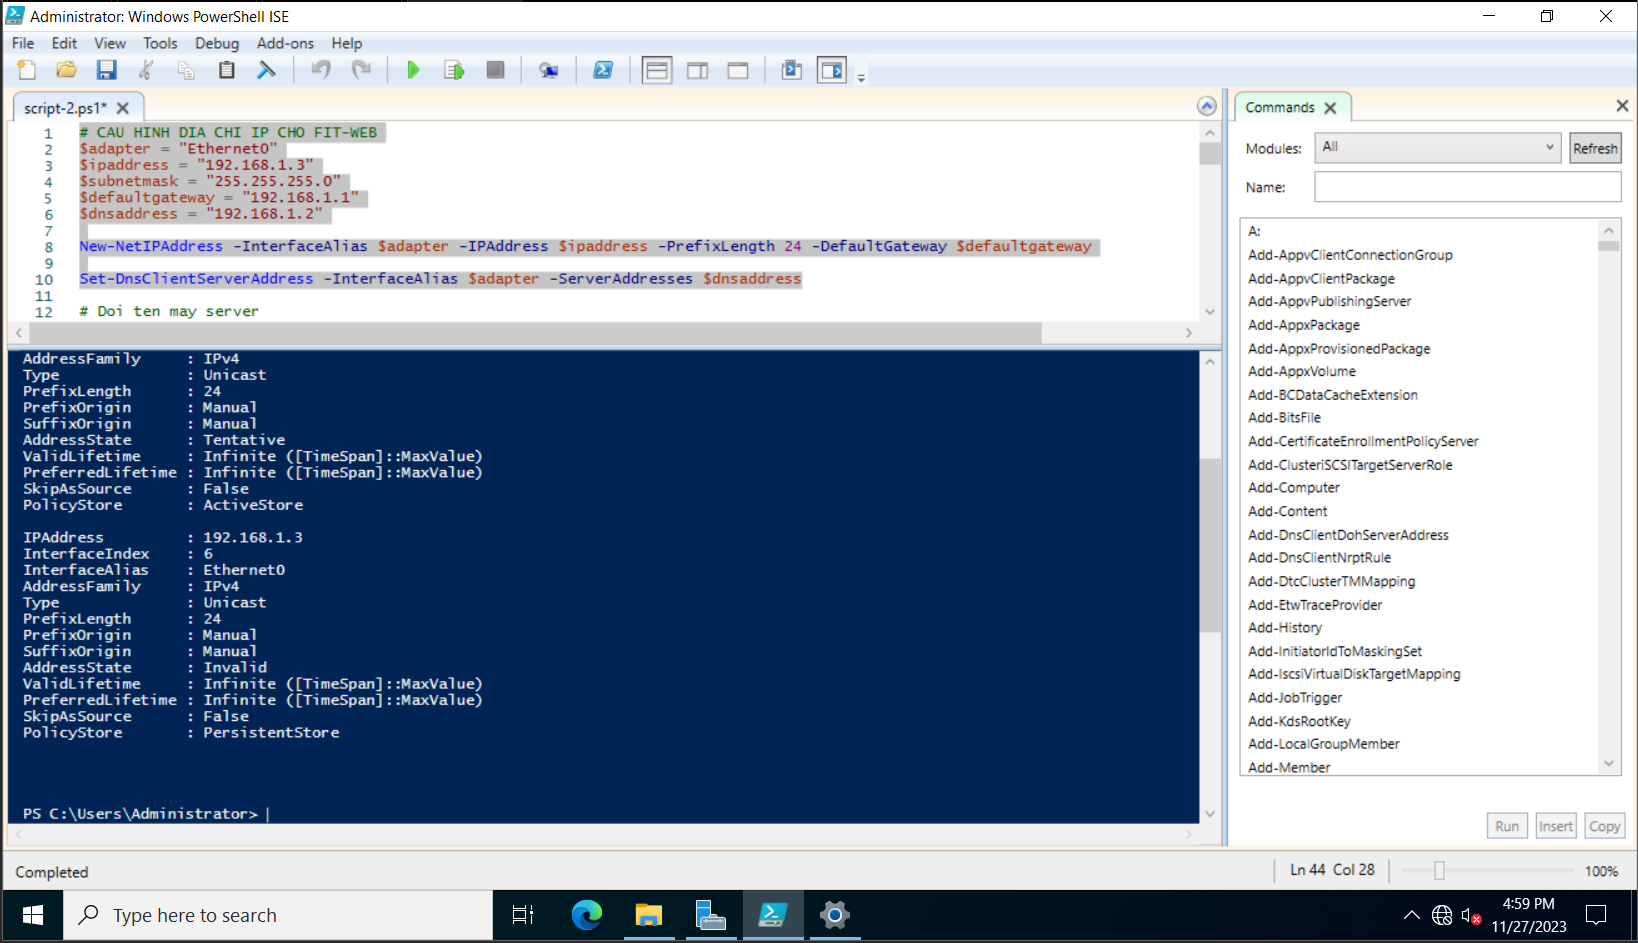 Administrator: Windows PowerShell ISE
File Edit View Tools Debug Add-ons Help
script-2.ps1*
1 # CAU HINH DIA CHI IP CHO FIT-WEB
2 $adapter = "Ethernet0"
3 $ipaddress = "192.168.1.3"
4 $subnetmask = "255.255.255.0"
5 $defaultgateway = "192.168.1.1"
6 $dnsaddress = "192.168.1.2"
7
8 New-NetIPAddress -InterfaceAlias $adapter -IPAddress $ipaddress -PrefixLength 24 -DefaultGateway $defaultgateway
9
10 Set-DnsClientServerAddress -InterfaceAlias $adapter -ServerAddresses $dnsaddress
11
12 # Doi ten may server
AddressFamily : IPv4
Type : Unicast
PrefixLength : 24
PrefixOrigin : Manual
SuffixOrigin : Manual
AddressState : Tentative
ValidLifetime : Infinite ([TimeSpan]::MaxValue)
PreferredLifetime : Infinite ([TimeSpan]::MaxValue)
SkipAsSource : False
PolicyStore : ActiveStore
IPAddress : 192.168.1.3
InterfaceIndex : 6
InterfaceAlias : Ethernet0
AddressFamily : IPv4
Type : Unicast
PrefixLength : 24
PrefixOrigin : Manual
SuffixOrigin : Manual
AddressState : Invalid
ValidLifetime : Infinite ([TimeSpan]::MaxValue)
PreferredLifetime : Infinite ([TimeSpan]::MaxValue)
SkipAsSource : False
PolicyStore : PersistentStore
PS C:\Users\Administrator>
Commands
Modules: All Refresh
Name:
A:
Add-AppvClientConnectionGroup
Add-AppvClientPackage
Add-AppvPublishingServer
Add-AppxPackage
Add-AppxProvisionedPackage
Add-AppxVolume
Add-BCDataCacheExtension
Add-BitsFile
Add-CertificateEnrollmentPolicyServer
Add-ClusteriSCSITargetServerRole
Add-Computer
Add-Content
Add-DnsClientDohServerAddress
Add-DnsClientNrptRule
Add-DtcClusterTMMapping
Add-EtwTraceProvider
Add-History
Add-InitiatorIdToMaskingSet
Add-IscsiVirtualDiskTargetMapping
Add-JobTrigger
Add-KdsRootKey
Add-LocalGroupMember
Add-Member
Run Insert Copy
Completed
Ln 44 Col 28
100%
Type here to search
4:59 PM
11/27/2023